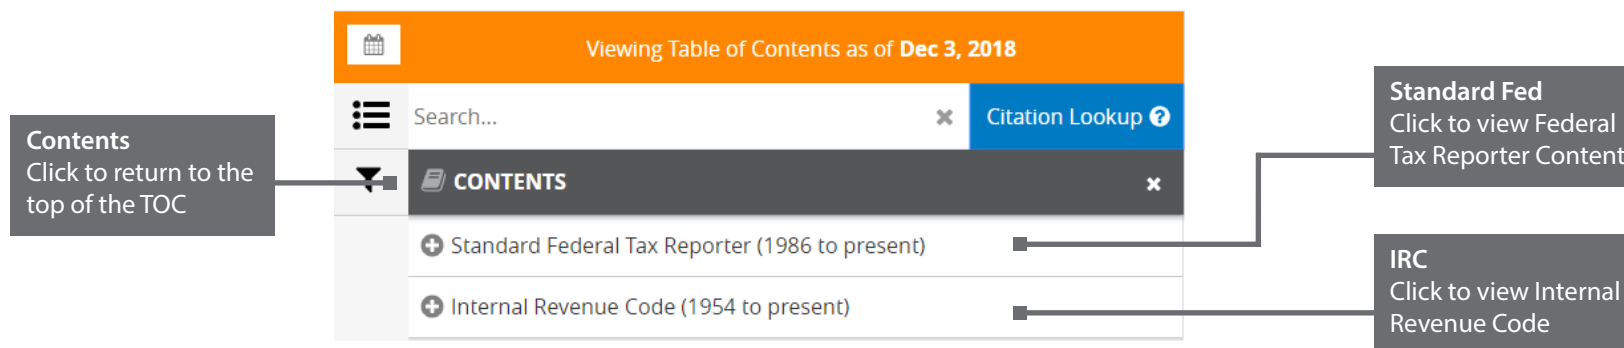 Viewing Table of Contents as of Dec 3, 2018
Search...
Citation Lookup
CONTENTS
Standard Federal Tax Reporter (1986 to present)
Internal Revenue Code (1954 to present)
Contents
Click to return to the
top of the TOC
Standard Fed
Click to view Federal
Tax Reporter Content
IRC
Click to view Internal
Revenue Code